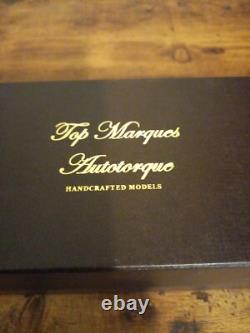 Top Marques
Autotorque
HANDCRAFTED MODELS